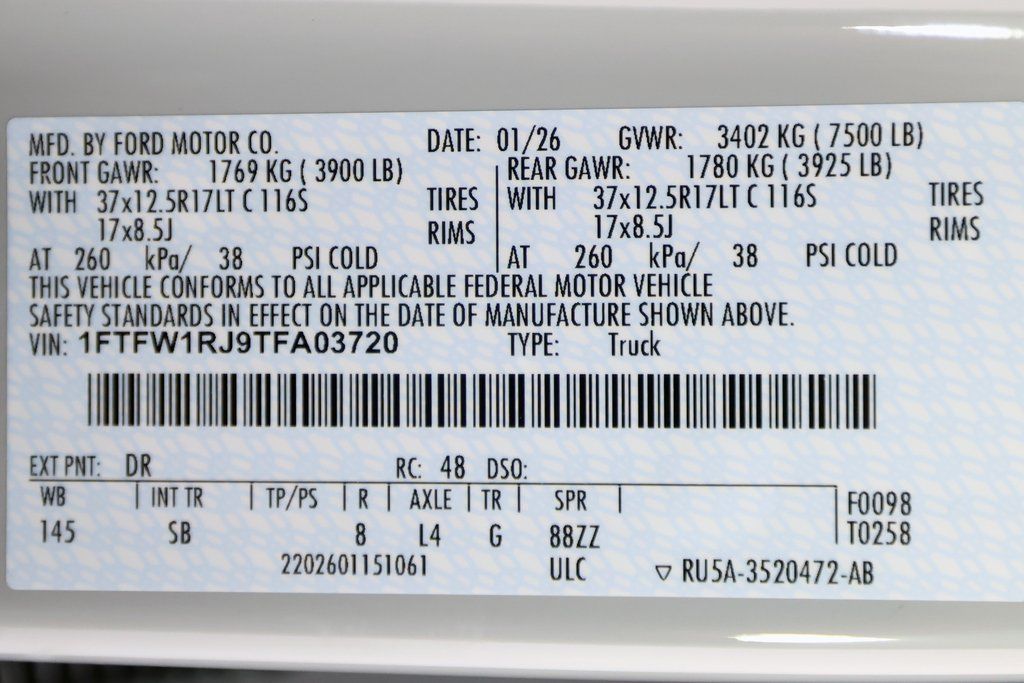 MFD. BY FORD MOTOR CO. DATE: 01/26 GVWR: 3402 KG ( 7500 LB)
FRONT GAWR: 1769 KG ( 3900 LB) REAR GAWR: 1780 KG ( 3925 LB)
WITH 37x12.5R17LT C 116S TIRES WITH 37x12.5R17LT C 116S TIRES
17x8.5J RIMS 17x8.5J RIMS
AT 260 kPa/ 38 PSI COLD AT 260 kPa/ 38 PSI COLD
THIS VEHICLE CONFORMS TO ALL APPLICABLE FEDERAL MOTOR VEHICLE
SAFETY STANDARDS IN EFFECT ON THE DATE OF MANUFACTURE SHOWN ABOVE.
VIN: 1FTFW1RJ9TFA03720 TYPE: Truck
EXT PNT: DR RC: 48 DSO:
WB INT TR TP/PS R AXLE TR SPR F0098
145 SB 8 L4 G 88ZZ T0258
2202601151061 ULC ▽ RU5A-3520472-AB